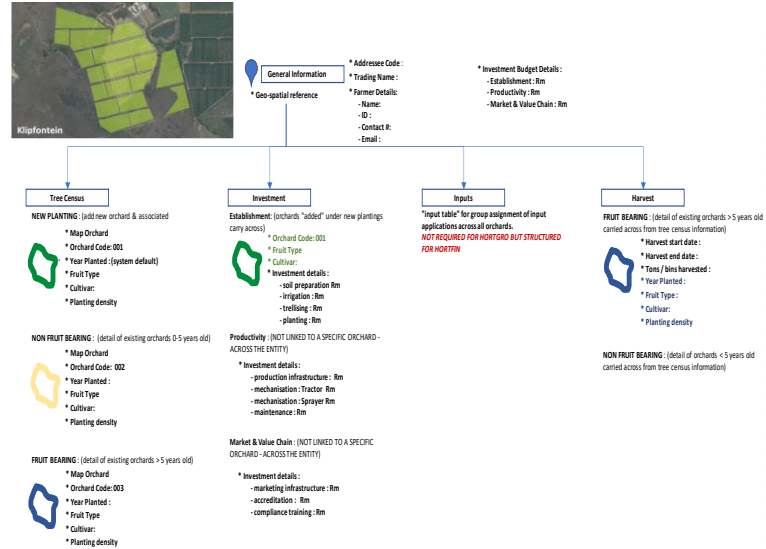 Klipfontein
General Information
* Geo-spatial reference
* Addressee Code :
* Trading Name :
* Farmer Details:
- Name:
- ID :
- Contact #:
- Email :
* Investment Budget Details :
- Establishment : Rm
- Productivity : Rm
- Market & Value Chain : Rm
Tree Census
NEW PLANTING : (add new orchard & associated
* Map Orchard
* Orchard Code: 001
* Year Planted : (system default)
* Fruit Type
* Cultivar:
* Planting density
NON FRUIT BEARING : (detail of existing orchards 0-5 years old)
* Map Orchard
* Orchard Code: 002
* Year Planted :
* Fruit Type
* Cultivar:
* Planting density
FRUIT BEARING : (detail of existing orchards > 5 years old)
* Map Orchard
* Orchard Code: 003
* Year Planted :
* Fruit Type
* Cultivar:
* Planting density
Investment
Establishment: (orchards "added" under new plantings
carry across)
* Orchard Code: 001
* Fruit Type
* Cultivar:
* Investment details :
- soil preparation Rm
- irrigation : Rm
- trellising : Rm
- planting : Rm
Productivity : (NOT LINKED TO A SPECIFIC ORCHARD -
ACROSS THE ENTITY)
* Investment details :
- production infrastructure : Rm
- mechanisation : Tractor Rm
- mechanisation : Sprayer Rm
- maintenance : Rm
Market & Value Chain : (NOT LINKED TO A SPECIFIC
ORCHARD - ACROSS THE ENTITY)
* Investment details :
- marketing infrastructure : Rm
- accreditation : Rm
- compliance training : Rm
Inputs
"input table" for group assignment of input
applications across all orchards.
NOT REQUIRED FOR HORTGRO BUT STRUCTURED
FOR HORTFIN
Harvest
FRUIT BEARING : (detail of existing orchards > 5 years old
carried across from tree census information)
* Harvest start date :
* Harvest end date :
* Tons / bins harvested :
* Year Planted :
* Fruit Type :
* Cultivar:
* Planting density
NON FRUIT BEARING : (detail of orchards < 5 years old
carried across from tree census information)